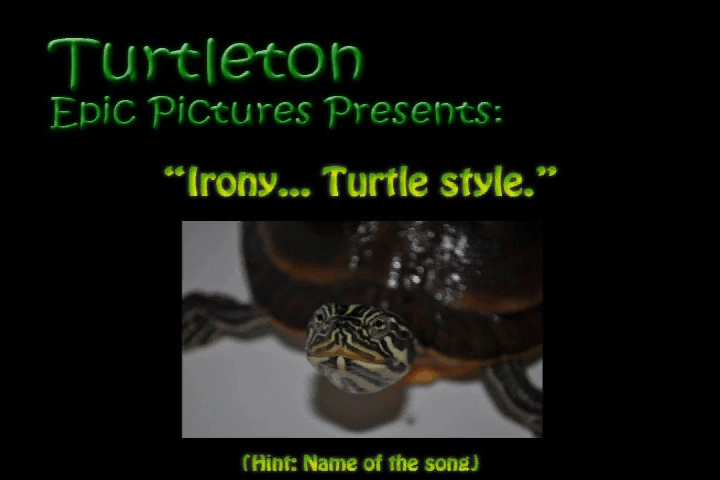 Turtleton
Epic Pictures Presents:
“Irony... Turtle style.”
(Hint: Name of the song)